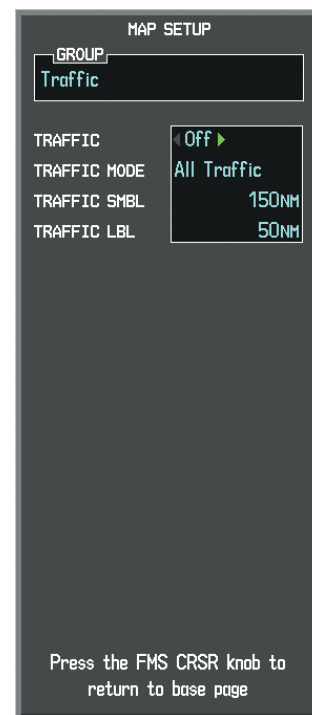 MAP SETUP
GROUP
Traffic
TRAFFIC Off
TRAFFIC MODE All Traffic
TRAFFIC SMBL 150NM
TRAFFIC LBL 50NM
Press the FMS CRSR knob to
return to base page